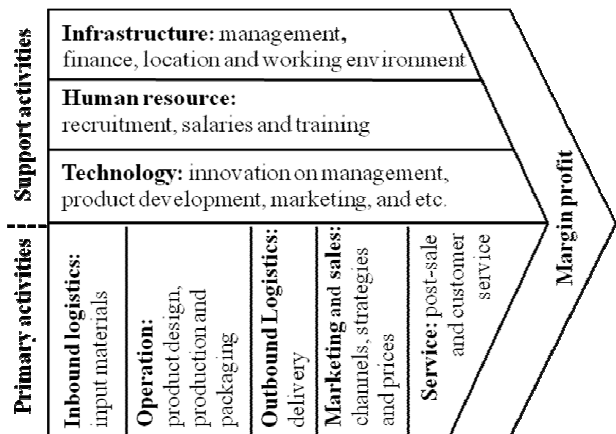 Support activities
Infrastructure: management,
finance, location and working environment
Human resource:
recruitment, salaries and training
Technology: innovation on management,
product development, marketing, and etc.
Primary activities
Inbound logistics:
input materials
Operation:
product design,
production and
packaging
Outbound Logistics:
delivery
Marketing and sales:
channels, strategies
and prices
Service: post-sale
and customer
service
Margin profit